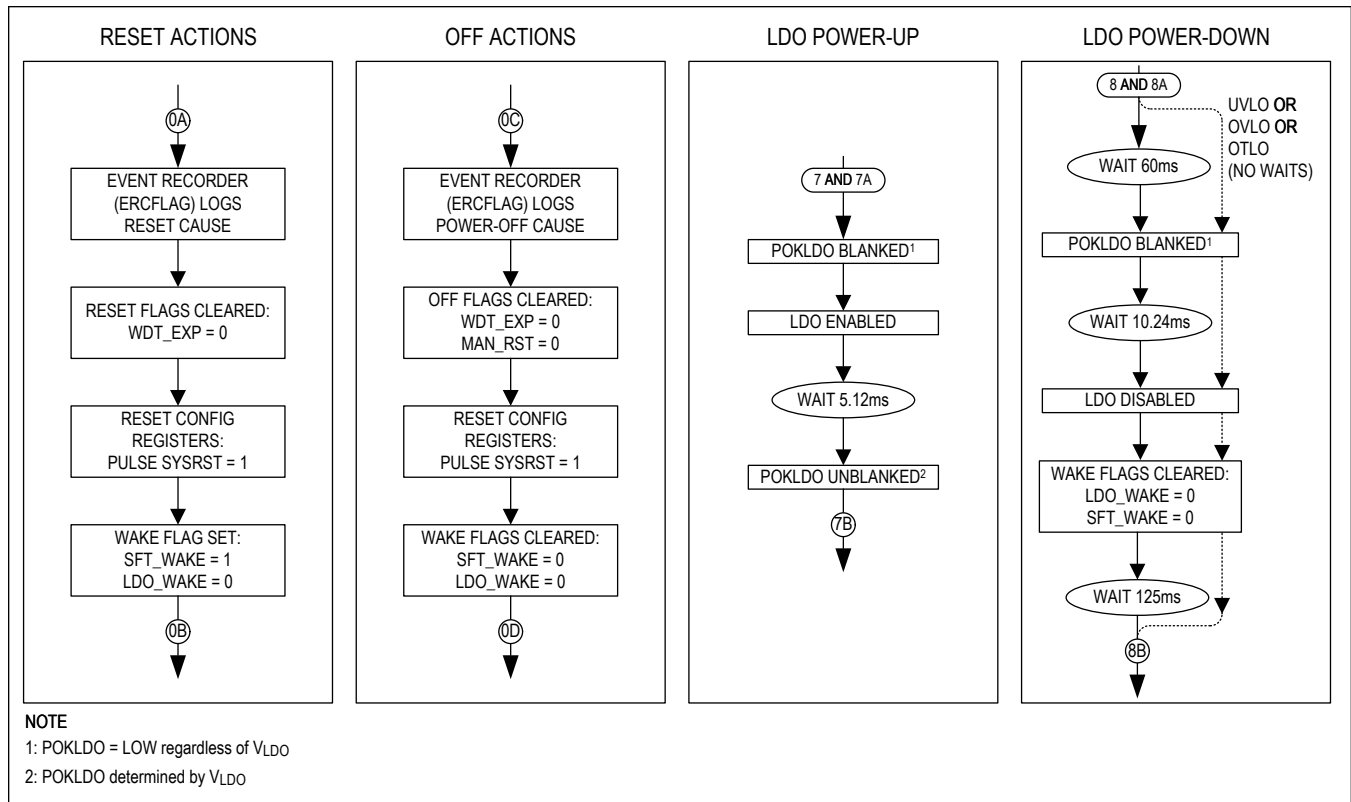 RESET ACTIONS
0A
EVENT RECORDER
(ERCFLAG) LOGS
RESET CAUSE
RESET FLAGS CLEARED:
WDT_EXP = 0
RESET CONFIG
REGISTERS:
PULSE SYSRST = 1
WAKE FLAG SET:
SFT_WAKE = 1
LDO_WAKE = 0
0B
OFF ACTIONS
0C
EVENT RECORDER
(ERCFLAG) LOGS
POWER-OFF CAUSE
OFF FLAGS CLEARED:
WDT_EXP = 0
MAN_RST = 0
RESET CONFIG
REGISTERS:
PULSE SYSRST = 1
WAKE FLAGS CLEARED:
SFT_WAKE = 0
LDO_WAKE = 0
0D
LDO POWER-UP
7 AND 7A
POKLDO BLANKED1
LDO ENABLED
WAIT 5.12ms
POKLDO UNBLANKED2
7B
LDO POWER-DOWN
8 AND 8A
UVLO OR
OVLO OR
OTLO
(NO WAITS)
WAIT 60ms
POKLDO BLANKED1
WAIT 10.24ms
LDO DISABLED
WAKE FLAGS CLEARED:
LDO_WAKE = 0
SFT_WAKE = 0
WAIT 125ms
8B
NOTE
1: POKLDO = LOW regardless of VLDO
2: POKLDO determined by VLDO